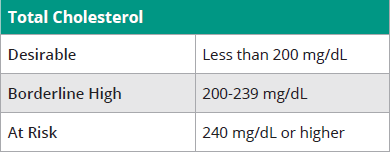 Total Cholesterol
Desirable Less than 200 mg/dL
Borderline High 200-239 mg/dL
At Risk 240 mg/dL or higher